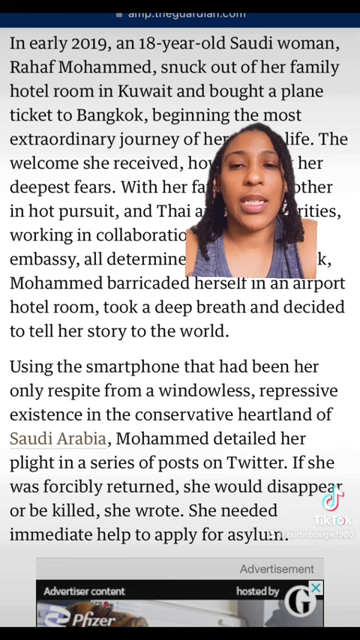 amp.theguardian.com
In early 2019, an 18-year-old Saudi woman,
Rahaf Mohammed, snuck out of her family
hotel room in Kuwait and bought a plane
ticket to Bangkok, beginning the most
extraordinary journey of her life. The
welcome she received, her
deepest fears. With her
in hot pursuit, and Thai
working in
embassy, all
Mohammed barricaded herself in an airport
hotel room, took a deep breath and decided
to tell her story to the world.
Using the smartphone that had been her
only respite from a windowless, repressive
existence in the conservative heartland of
Saudi Arabia, Mohammed detailed her
plight in a series of posts on Twitter. If she
was forcibly returned, she would disappear
or be killed, she wrote. She needed
immediate help to apply for asylum.
TikTok
Advertisement
Advertiser content hosted by G
Pfizer